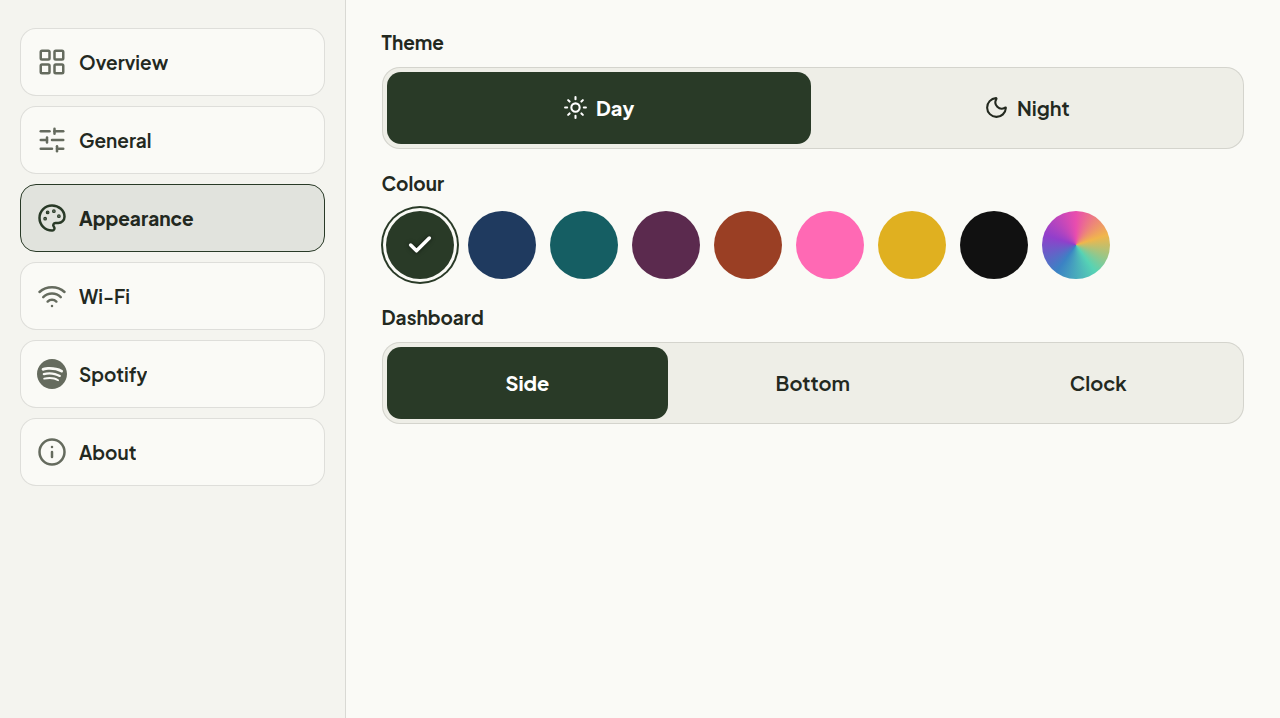 Overview
General
Appearance
Wi-Fi
Spotify
About
Theme
Day
Night
Colour
Dashboard
Side
Bottom
Clock